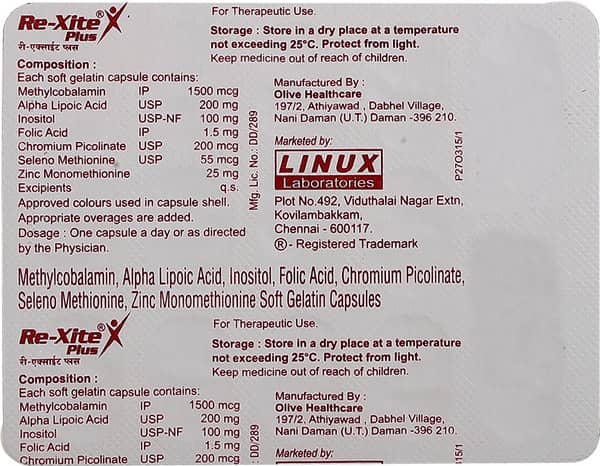 Re-Xite® X
Plus
री-एक्साईट प्लस
Composition :
Each soft gelatin capsule contains:
Methylcobalamin IP 1500 mcg
Alpha Lipoic Acid USP 200 mg
Inositol USP-NF 100 mg
Folic Acid IP 1.5 mg
Chromium Picolinate USP 200 mcg
Seleno Methionine USP 55 mcg
Zinc Monomethionine 25 mg
Excipients q.s.
Approved colours used in capsule shell.
Appropriate overages are added.
Dosage : One capsule a day or as directed
by the Physician.
For Therapeutic Use.
Storage : Store in a dry place at a temperature
not exceeding 25°C. Protect from light.
Keep medicine out of reach of children.
Mfg. Lic. No.: DD/289
Manufactured By :
Olive Healthcare
197/2, Athiyawad , Dabhel Village,
Nani Daman (U.T.) Daman -396 210.
Marketed by:
LINUX
Laboratories
Plot No.492, Viduthalai Nagar Extn,
Kovilambakkam,
Chennai - 600117.
®- Registered Trademark
P27O315/1
Methylcobalamin, Alpha Lipoic Acid, Inositol, Folic Acid, Chromium Picolinate,
Seleno Methionine, Zinc Monomethionine Soft Gelatin Capsules
Re-Xite® X
Plus
री-एक्साईट प्लस
Composition :
Each soft gelatin capsule contains:
Methylcobalamin IP 1500 mcg
Alpha Lipoic Acid USP 200 mg
Inositol USP-NF 100 mg
Folic Acid IP 1.5 mg
Chromium Picolinate USP 200 mcg
For Therapeutic Use.
Storage : Store in a dry place at a temperature
not exceeding 25°C. Protect from light.
Keep medicine out of reach of children.
DD/289
Manufactured By :
Olive Healthcare
197/2, Athiyawad , Dabhel Village,
Nani Daman (U.T.) Daman -396 210.
Marketed by:
LINUX
15/1